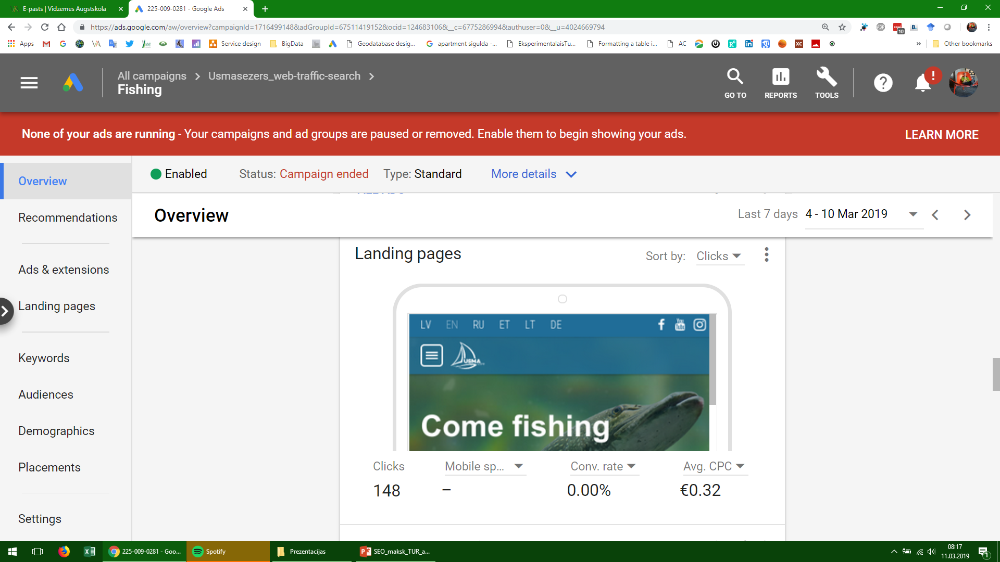 E-pasts | Vidzemes Augstskola
225-009-0281 - Google Ads
https://ads.google.com/aw/overview?campaignId=1716499148&adGroupId=67511419152&ocid=124683106&__c=6775286994&authuser=0&__u=4024669794
ABP
10
B.
Apps
Service design
BigData
Geodatabase desig...
apartment sigulda -...
EksperimentalaisTu...
Formatting a table i...
AC
XC
»
Other bookmarks
All campaigns
Usmasezers_web-traffic-search
Fishing
GO TO
REPORTS
TOOLS
None of your ads are running - Your campaigns and ad groups are paused or removed. Enable them to begin showing your ads.
LEARN MORE
Enabled
Status: Campaign ended
Type: Standard
More details
Overview
Recommendations
Ads & extensions
Landing pages
Keywords
Audiences
Demographics
Placements
Settings
Overview
Last 7 days
4 - 10 Mar 2019
Landing pages
Sort by:
Clicks
LV EN RU ET LT DE
You Tube
USMA
Come fishing
Clicks
Mobile sp...
Conv. rate
Avg. CPC
148
–
0.00%
€0.32
225-009-0281 - Goo...
Spotify
Prezentacijas
SEO_maksk_TUR_a...
08:17
11.03.2019
1